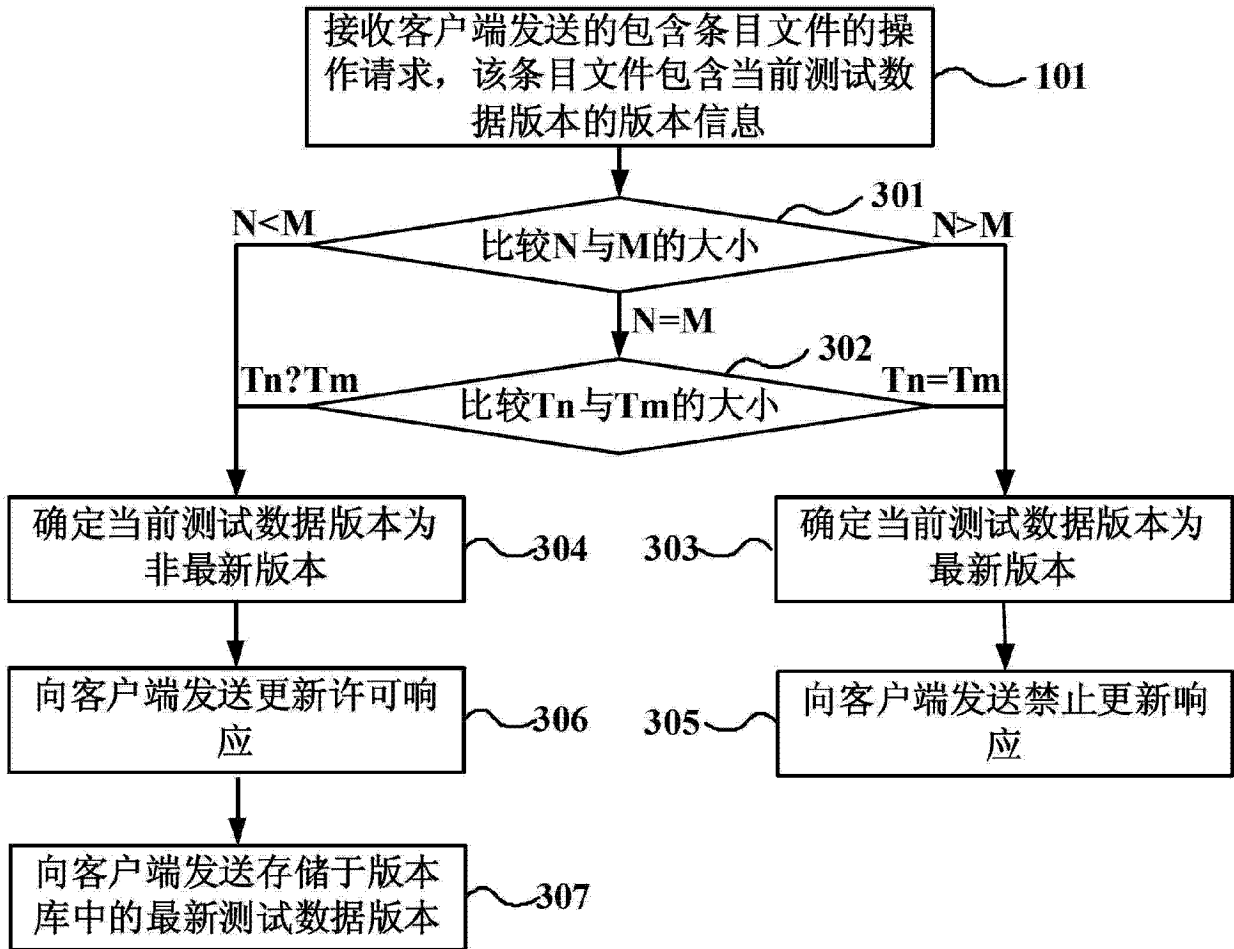 接收客户端发送的包含条目文件的操
作请求，该条目文件包含当前测试数
据版本的版本信息
101
301
N<M
N>M
比较N与M的大小
N=M
302
Tn?Tm
Tn=Tm
比较Tn与Tm的大小
确定当前测试数据版本为
非最新版本
304
303
确定当前测试数据版本为
最新版本
向客户端发送更新许可响
应
306
305
向客户端发送禁止更新响
应
向客户端发送存储于版本
库中的最新测试数据版本
307